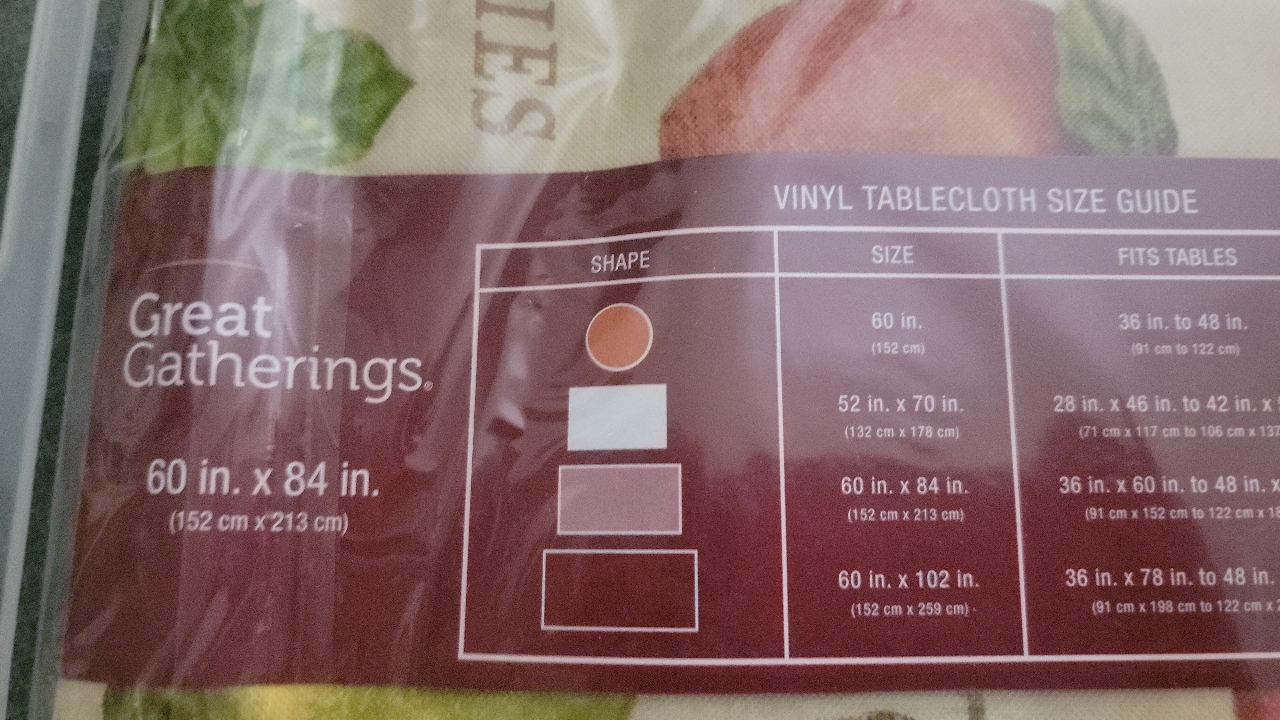 IES
Great
Gatherings®
60 in. x 84 in.
(152 cm x 213 cm)
VINYL TABLECLOTH SIZE GUIDE
SHAPE SIZE FITS TABLES
60 in. 36 in. to 48 in.
(152 cm) (91 cm to 122 cm)
52 in. x 70 in. 28 in. x 46 in. to 42 in. x
(132 cm x 178 cm) (71 cm x 117 cm to 106 cm x 137
60 in. x 84 in. 36 in. x 60 in. to 48 in. x
(152 cm x 213 cm) (91 cm x 152 cm to 122 cm x 18
60 in. x 102 in. 36 in. x 78 in. to 48 in.
(152 cm x 259 cm) (91 cm x 198 cm to 122 cm x